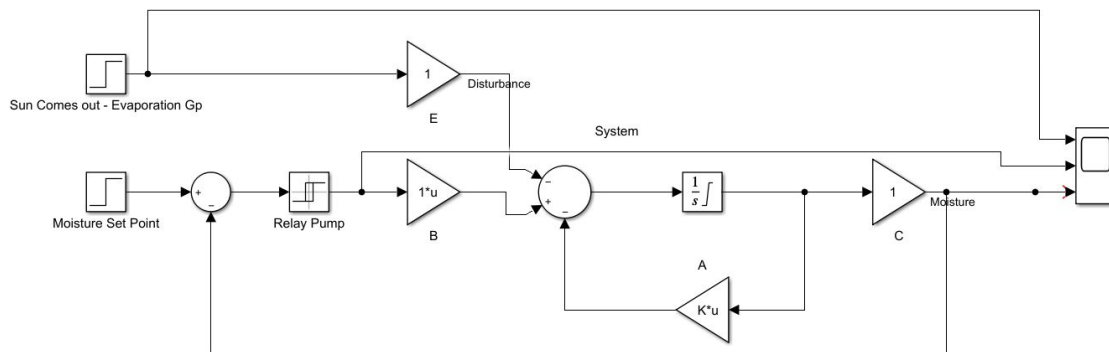 1
Disturbance
Sun Comes out - Evaporation Gp
E
System
+
−
1*u
−
+
−
1
s
1
Moisture
Moisture Set Point
Relay Pump
B
C
A
K*u